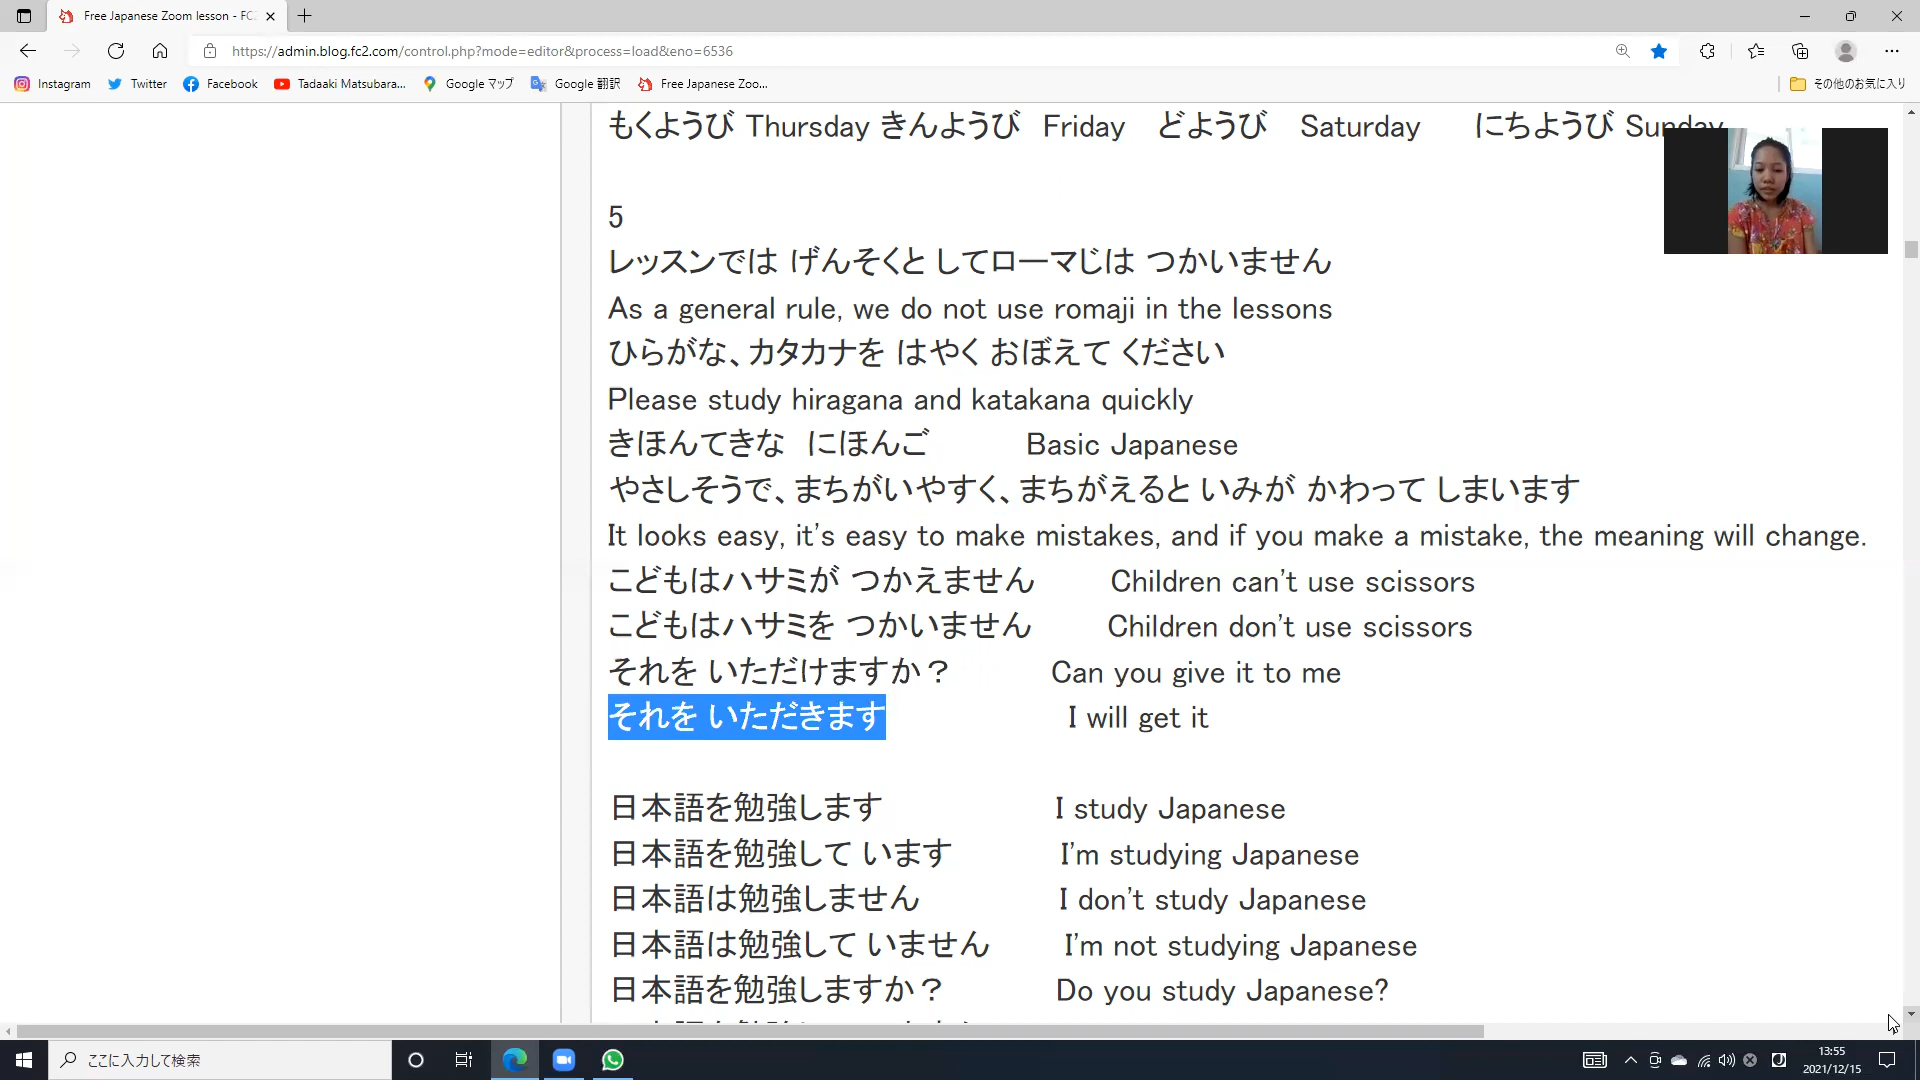 Free Japanese Zoom lesson - FC2
https://admin.blog.fc2.com/control.php?mode=editor&process=load&eno=6536
Instagram Twitter Facebook Tadaaki Matsubara... Google マップ Google 翻訳 Free Japanese Zoo... その他のお気に入り
もくようび Thursday きんようび Friday どようび Saturday にちようび Sunday
5
レッスンでは げんそくと してローマじは つかいません
As a general rule, we do not use romaji in the lessons
ひらがな、カタカナを はやく おぼえて ください
Please study hiragana and katakana quickly
きほんてきな にほんご Basic Japanese
やさしそうで、まちがいやすく、まちがえると いみが かわって しまいます
It looks easy, it's easy to make mistakes, and if you make a mistake, the meaning will change.
こどもはハサミが つかえません Children can't use scissors
こどもはハサミを つかいません Children don't use scissors
それを いただけますか？ Can you give it to me
それを いただきます I will get it
日本語を勉強します I study Japanese
日本語を勉強して います I'm studying Japanese
日本語は勉強しません I don't study Japanese
日本語は勉強して いません I'm not studying Japanese
日本語を勉強しますか？ Do you study Japanese?
ここに入力して検索
13:55
2021/12/15